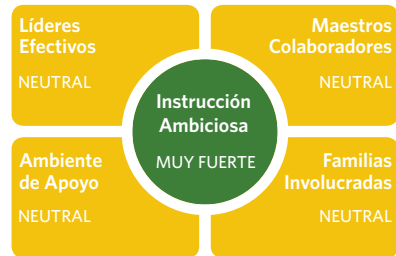 Líderes
Efectivos
NEUTRAL
Maestros
Colaboradores
NEUTRAL
Instrucción
Ambiciosa
MUY FUERTE
Ambiente
de Apoyo
NEUTRAL
Familias
Involucradas
NEUTRAL